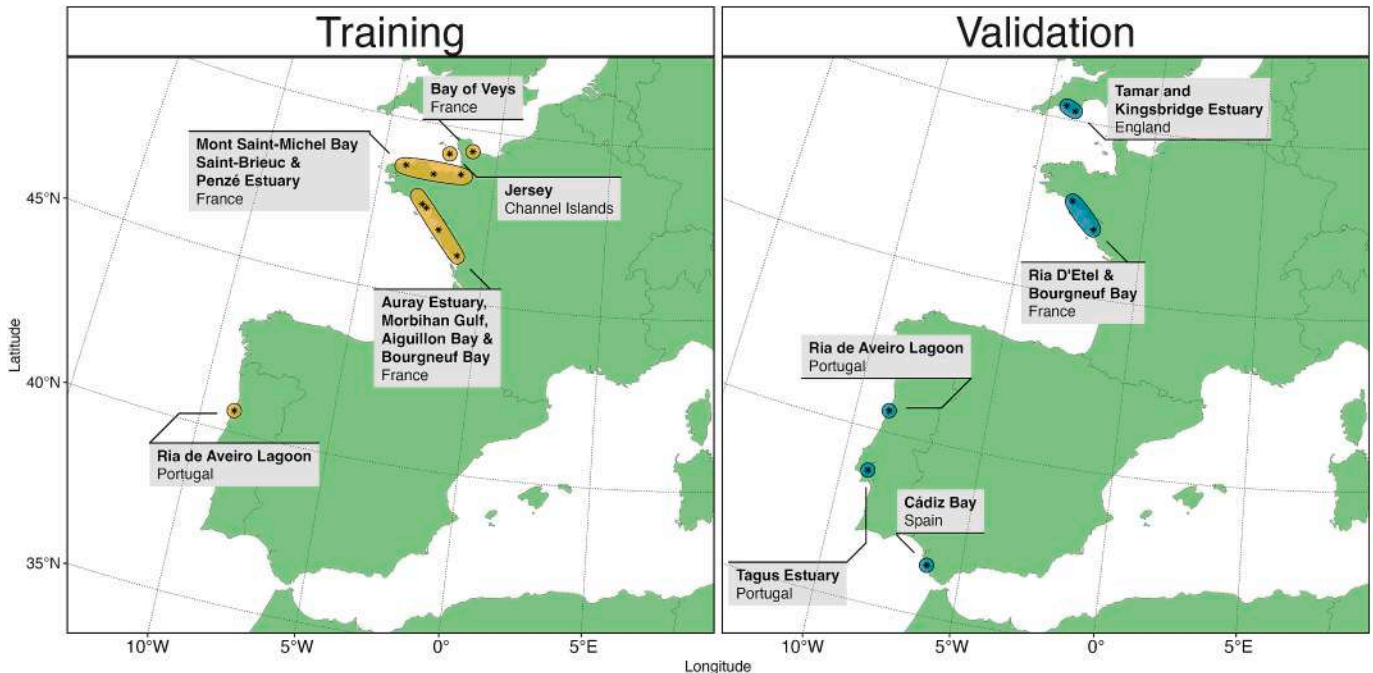 Training
Validation
Bay of Veys
France
Mont Saint-Michel Bay
Saint-Brieuc &
Penzé Estuary
France
Jersey
Channel Islands
Auray Estuary,
Morbihan Gulf,
Aiguillon Bay &
Bourgneuf Bay
France
Ria de Aveiro Lagoon
Portugal
Tamar and
Kingsbridge Estuary
England
Ria D'Etel &
Bourgneuf Bay
France
Ria de Aveiro Lagoon
Portugal
Cádiz Bay
Spain
Tagus Estuary
Portugal
Latitude
45°N
40°N
35°N
10°W
5°W
0°
5°E
10°W
5°W
0°
5°E
Longitude